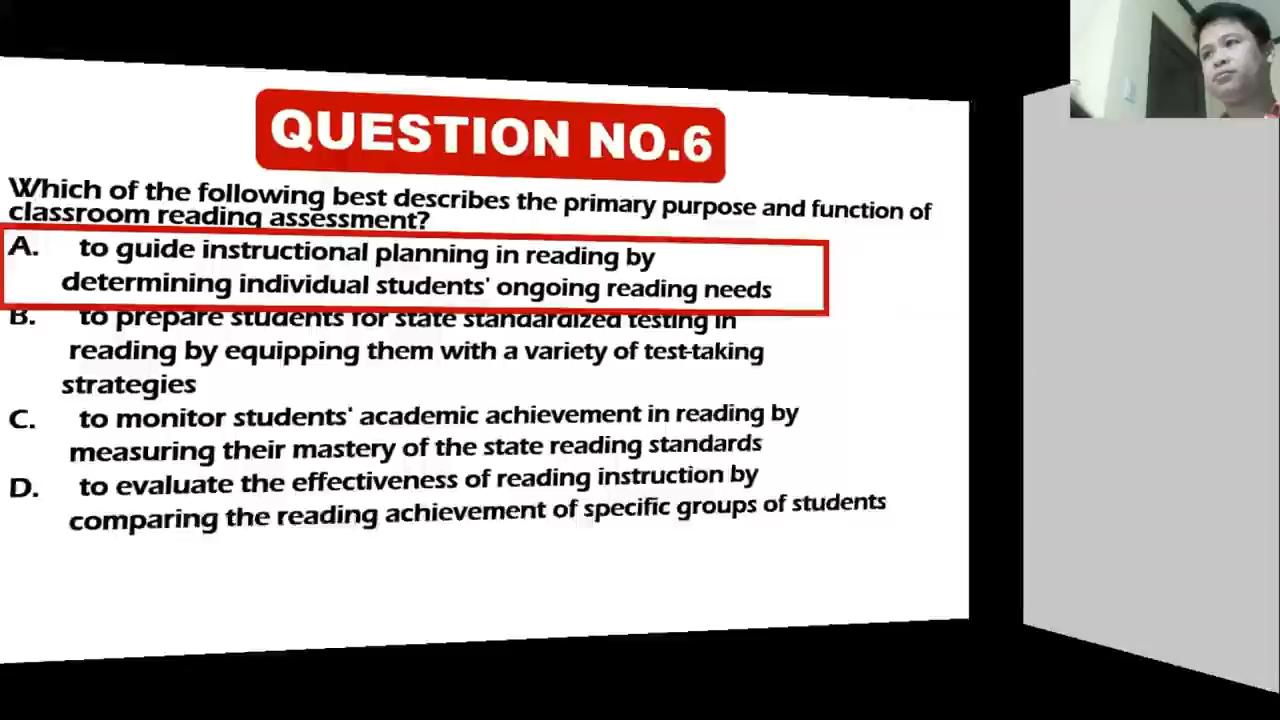 QUESTION NO.6
Which of the following best describes the primary purpose and function of
classroom reading assessment?
A. to guide instructional planning in reading by
determining individual students' ongoing reading needs
B. to prepare students for state standardized testing in
reading by equipping them with a variety of test-taking
strategies
C. to monitor students' academic achievement in reading by
measuring their mastery of the state reading standards
D. to evaluate the effectiveness of reading instruction by
comparing the reading achievement of specific groups of students